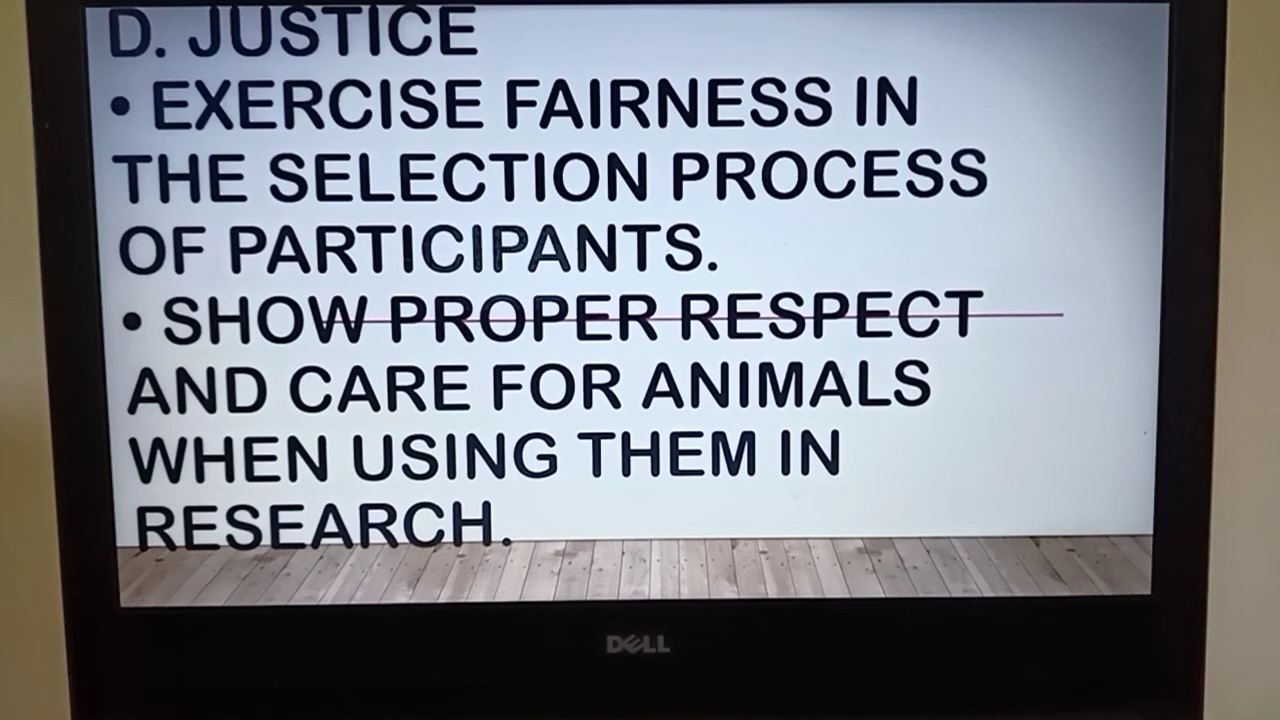 D. JUSTICE
• EXERCISE FAIRNESS IN
THE SELECTION PROCESS
OF PARTICIPANTS.
• SHOW PROPER RESPECT
AND CARE FOR ANIMALS
WHEN USING THEM IN
RESEARCH.
DELL